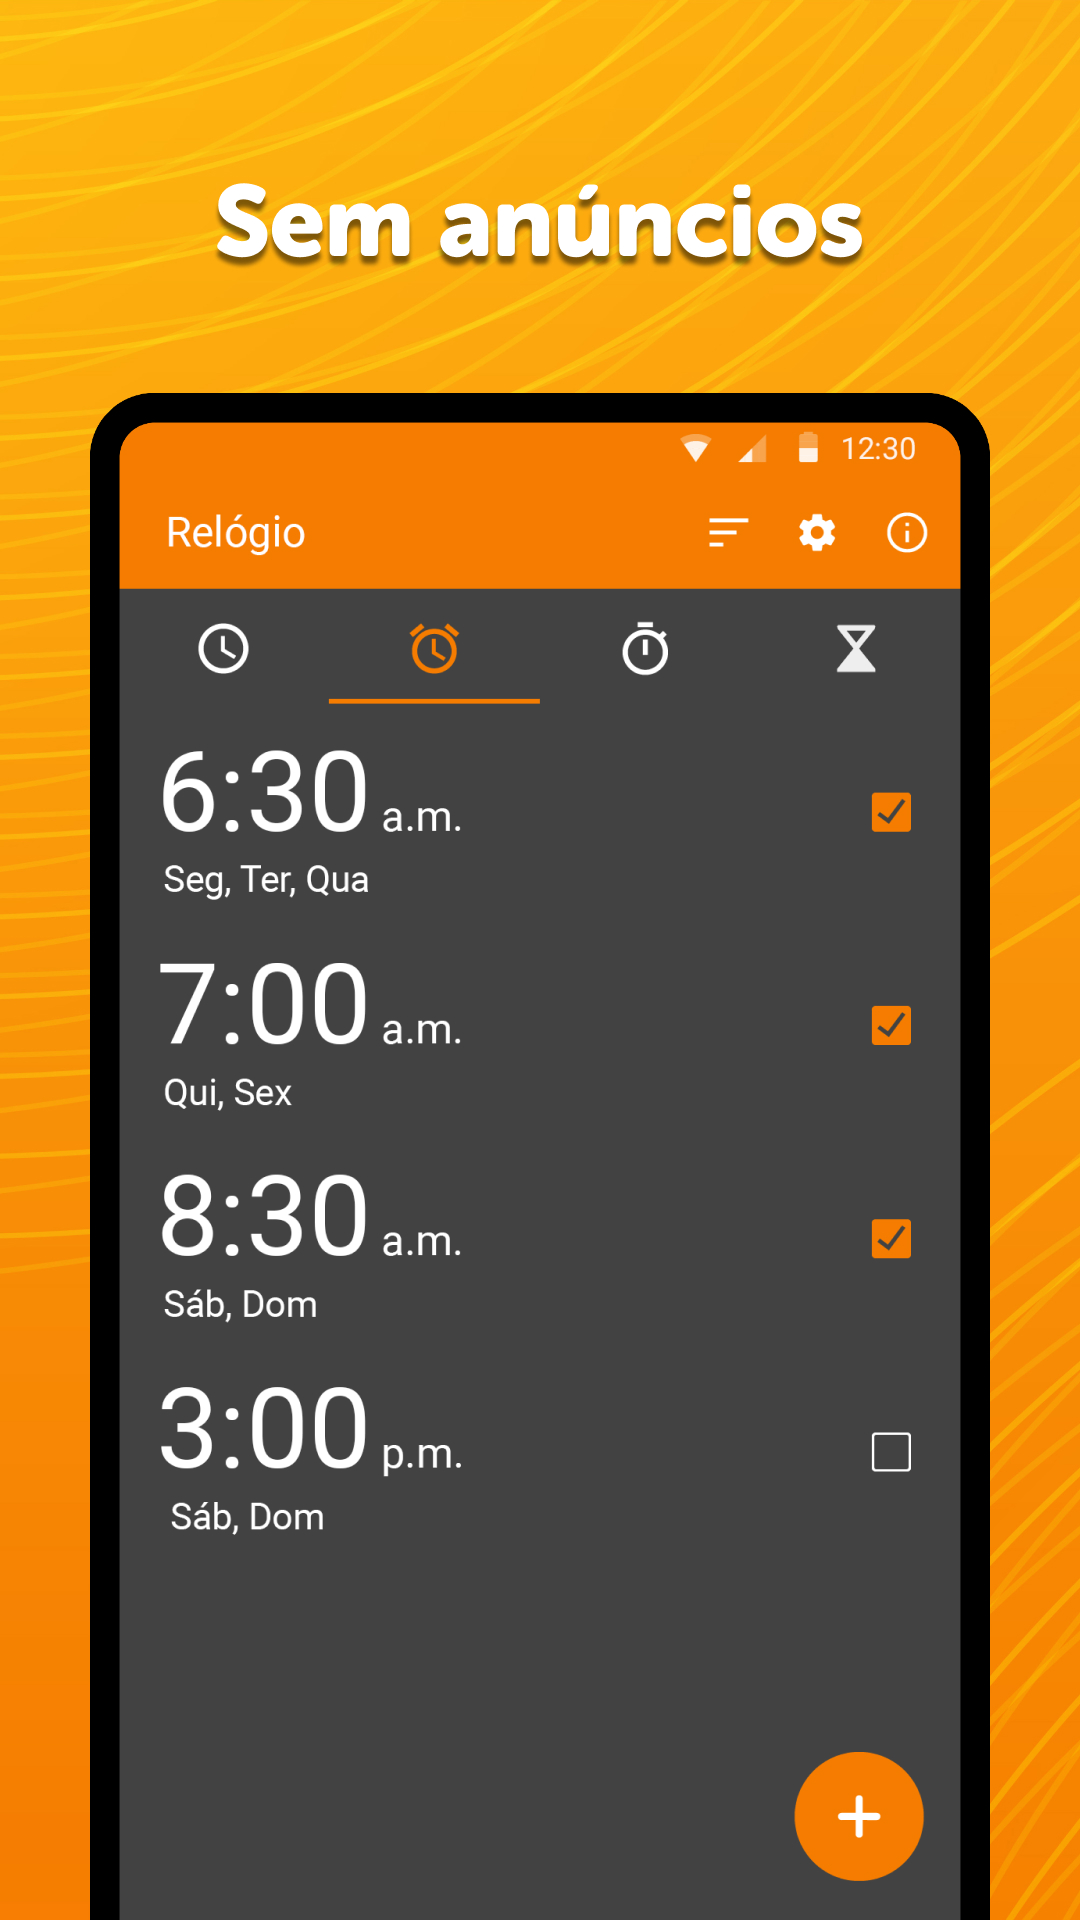 Sem anúncios
12:30
Relógio
6:30 a.m.
Seg, Ter, Qua
7:00 a.m.
Qui, Sex
8:30 a.m.
Sáb, Dom
3:00 p.m.
Sáb, Dom